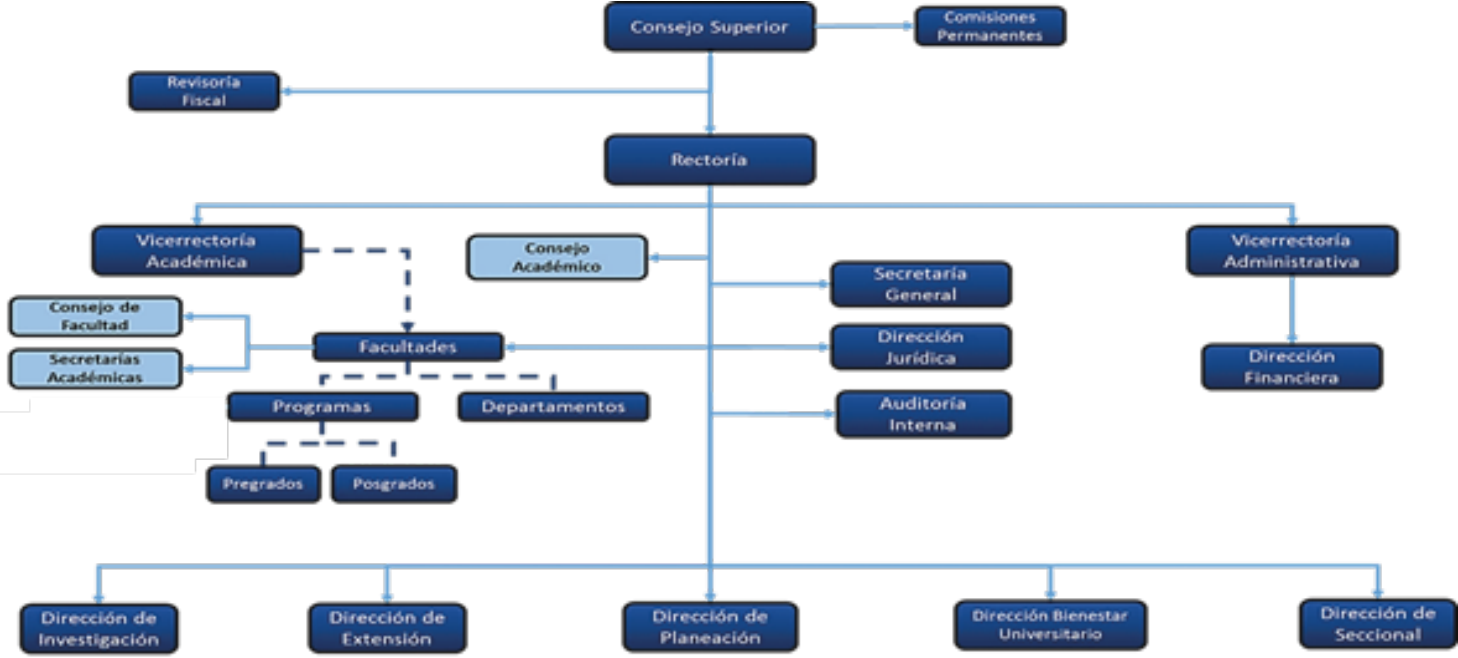 Consejo Superior
Comisiones
Permanentes
Revisoría
Fiscal
Rectoría
Vicerrectoría
Académica
Consejo
Académico
Vicerrectoría
Administrativa
Secretaría
General
Consejo de
Facultad
Secretarías
Académicas
Facultades
Dirección
Jurídica
Dirección
Financiera
Programas
Departamentos
Auditoría
Interna
Pregrados
Posgrados
Dirección de
Investigación
Dirección de
Extensión
Dirección de
Planeación
Dirección Bienestar
Universitario
Dirección de
Seccional